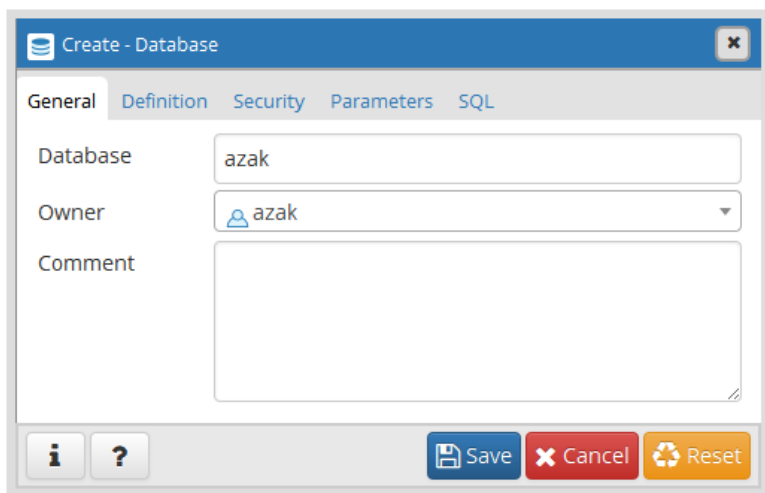 Create - Database
General Definition Security Parameters SQL
Database azak
Owner azak
Comment
i ? Save Cancel Reset